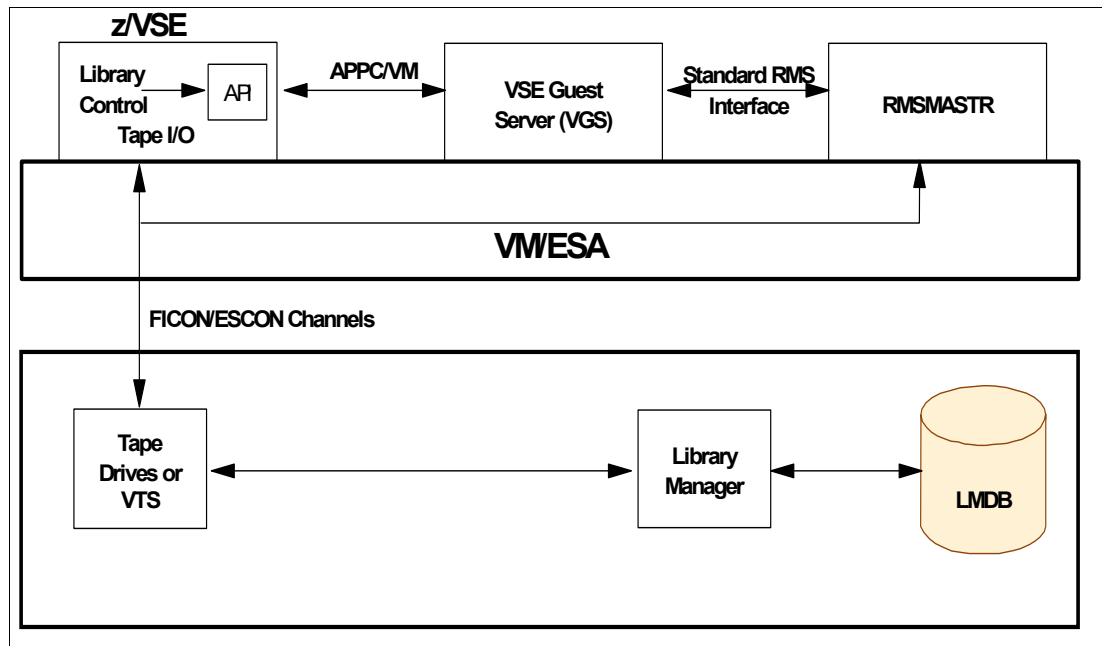 z/VSE
Library
Control
API
Tape I/O
APPC/VM
VSE Guest
Server (VGS)
Standard RMS
Interface
RMSMASTR
VM/ESA
FICON/ESCON Channels
Tape
Drives or
VTS
Library
Manager
LMDB